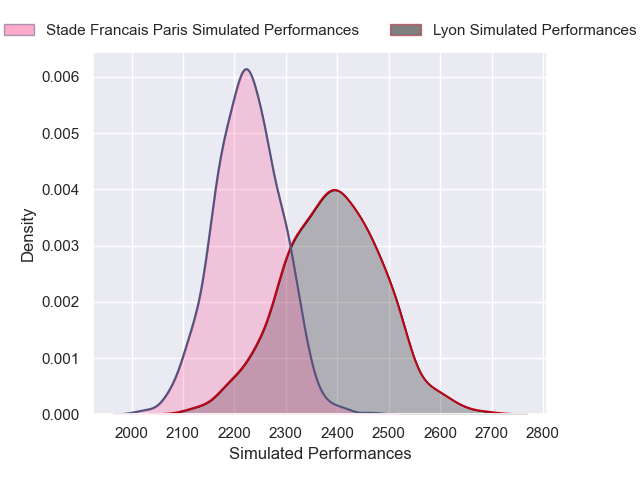 Stade Francais Paris Simulated Performances
Lyon Simulated Performances
0.006
0.005
0.004
0.003
0.002
0.001
0.000
Density
2000 2100 2200 2300 2400 2500 2600 2700 2800
Simulated Performances